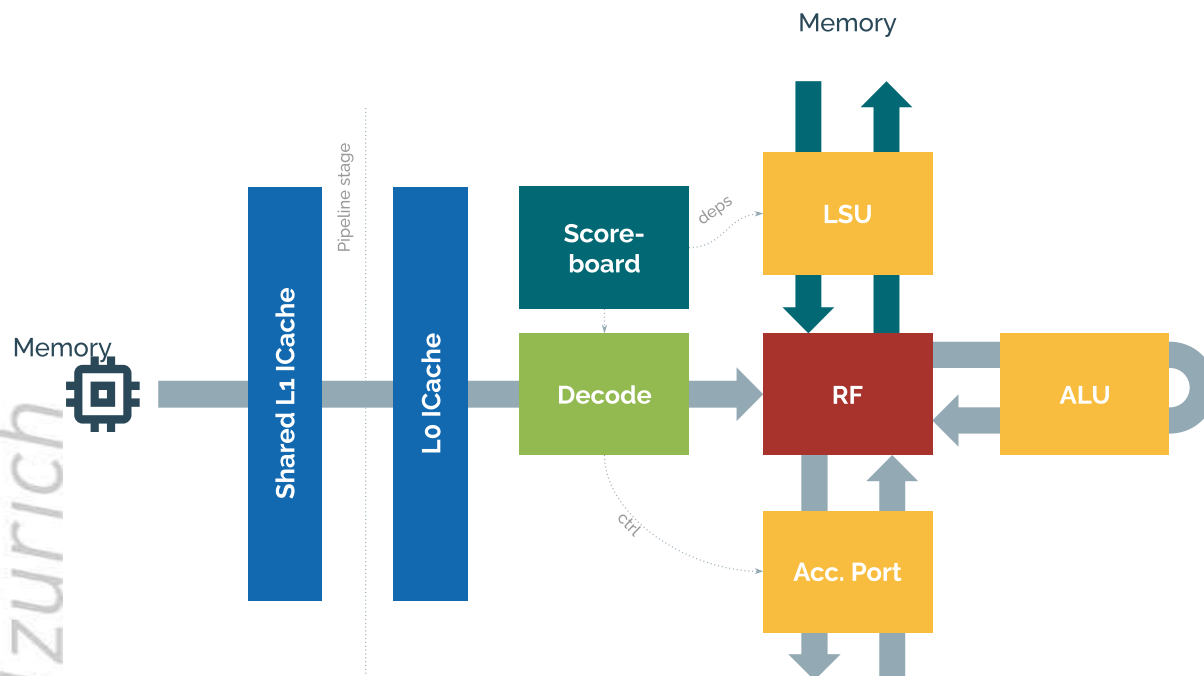 Memory
Pipeline stage
Score-
board
deps
LSU
Memory
Shared L1 ICache
L0 ICache
Decode
RF
ALU
ctrl
Acc. Port
zurich